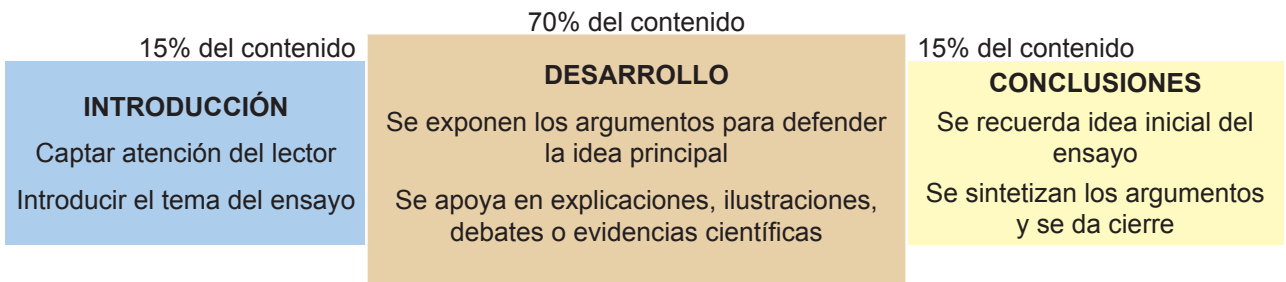 15% del contenido
INTRODUCCIÓN
Captar atención del lector
Introducir el tema del ensayo
70% del contenido
DESARROLLO
Se exponen los argumentos para defender
la idea principal
Se apoya en explicaciones, ilustraciones,
debates o evidencias científicas
15% del contenido
CONCLUSIONES
Se recuerda idea inicial del
ensayo
Se sintetizan los argumentos
y se da cierre